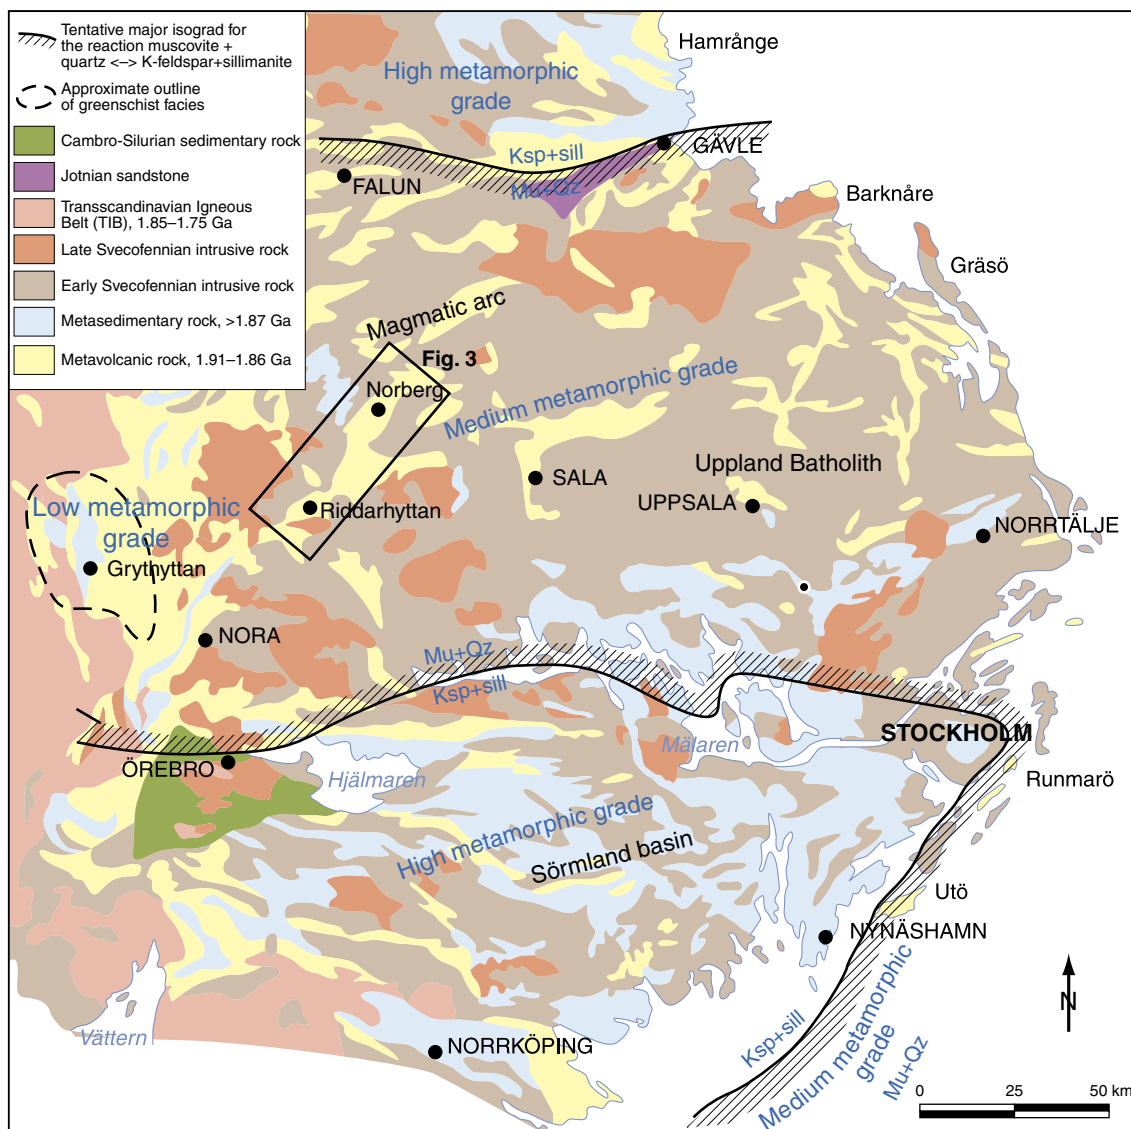 Tentative major isograd for
the reaction muscovite +
quartz <–> K-feldspar+sillimanite
Approximate outline
of greenschist facies
Cambro-Silurian sedimentary rock
Jotnian sandstone
Transscandinavian Igneous
Belt (TIB), 1.85–1.75 Ga
Late Svecofennian intrusive rock
Early Svecofennian intrusive rock
Metasedimentary rock, >1.87 Ga
Metavolcanic rock, 1.91–1.86 Ga
Hamrånge
High metamorphic
grade
Ksp+sill
GÄVLE
Mu+Qz
FALUN
Barknåre
Gräsö
Magmatic arc
Fig. 3
Norberg
Medium metamorphic grade
Uppland Batholith
SALA
UPPSALA
Riddarhyttan
NORRTÄLJE
Low metamorphic
grade
Grythyttan
NORA
Mu+Qz
Ksp+sill
STOCKHOLM
Mälaren
ÖREBRO
Hjälmaren
Runmarö
High metamorphic grade
Sörmland basin
Utö
NYNÄSHAMN
Vättern
NORRKÖPING
Ksp+sill
Medium metamorphic
grade
Mu+Qz
N
0 25 50 km